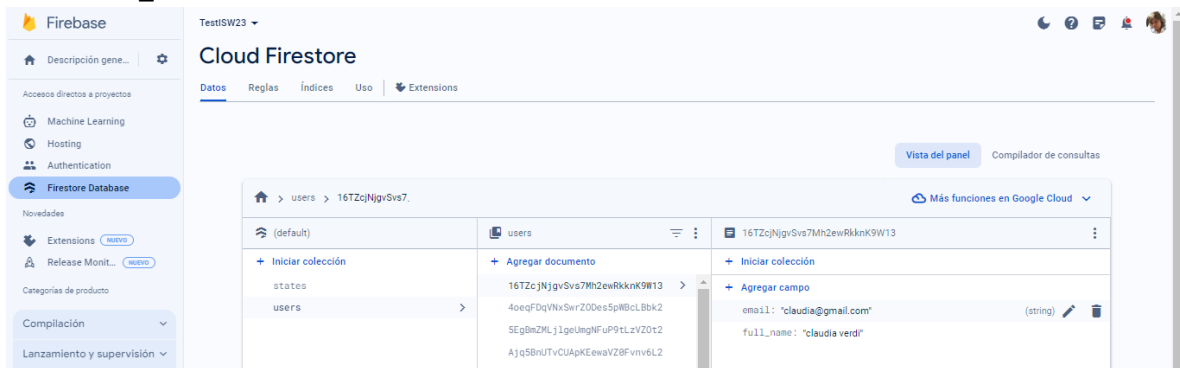 Firebase
TestISW23
Descripción gene...
Cloud Firestore
Accesos directos a proyectos
Datos Reglas Índices Uso Extensions
Machine Learning
Hosting
Authentication
Firestore Database
Vista del panel Compilador de consultas
Novedades
Extensions NUEVO
Release Monit... NUEVO
Categorías de producto
Compilación
Lanzamiento y supervisión
> users > 16TZcjNjgvSvs7.
Más funciones en Google Cloud
(default)
+ Iniciar colección
states
users
users
+ Agregar documento
16TZcjNjgvSvs7Mh2ewRkknK9W13
4oeqFDqVNxSwrZODes5pWBcLBbk2
5EgBmZMLjlgeUmgNFuP9tLzVZOt2
Ajq5BnUTvCUApKEewaVZ0Fvnv6L2
16TZcjNjgvSvs7Mh2ewRkknK9W13
+ Iniciar colección
+ Agregar campo
email: "claudia@gmail.com" (string)
full_name: "claudia verdi"